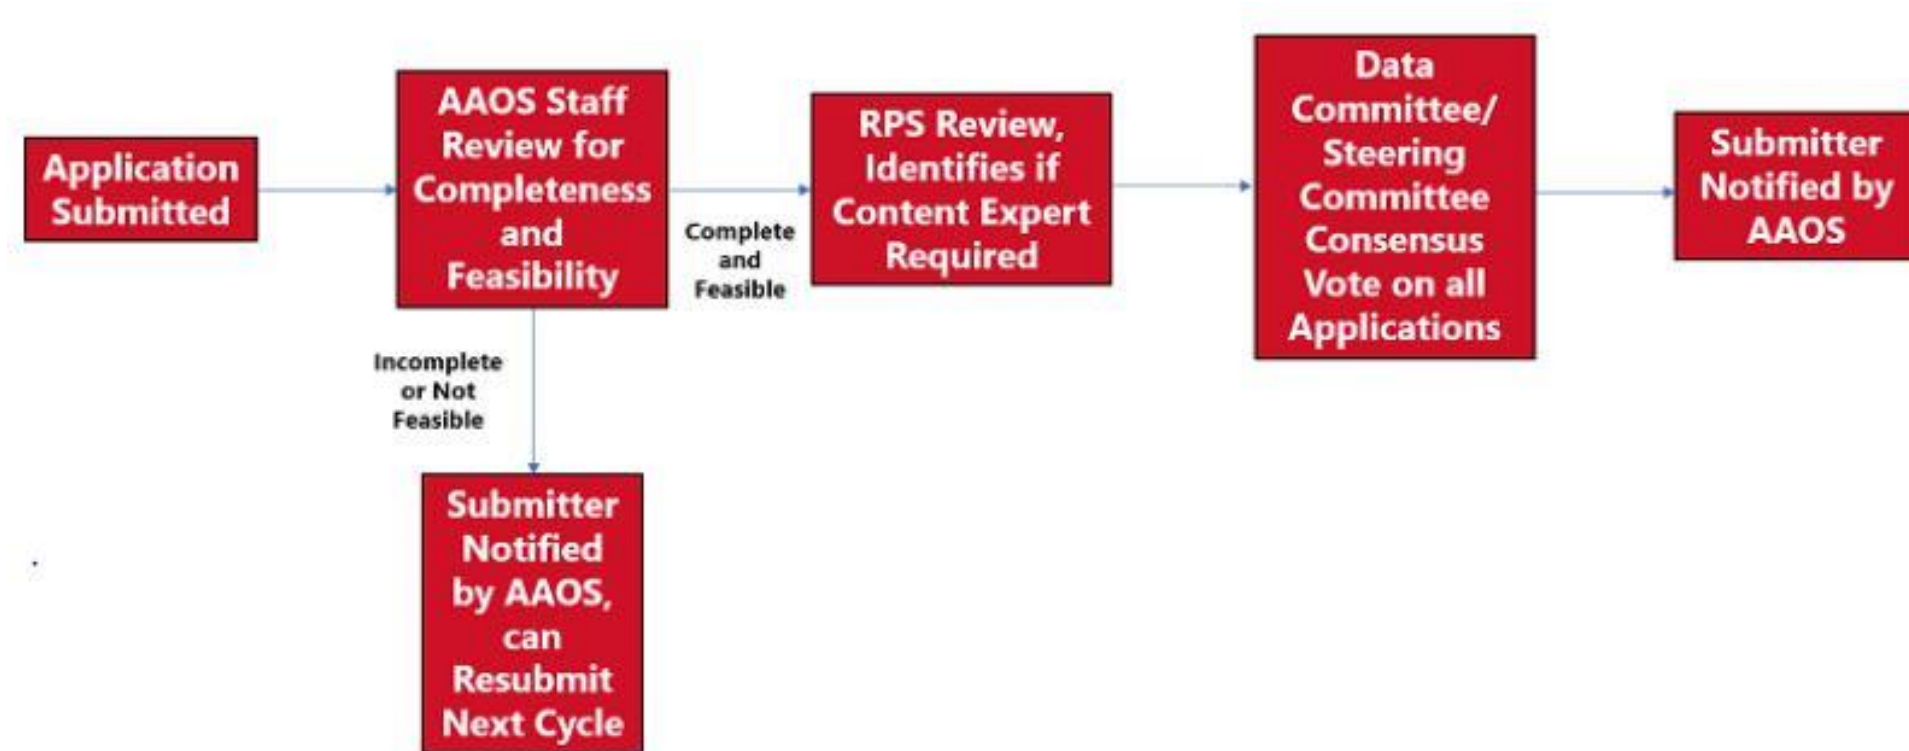 Application
Submitted
AAOS Staff
Review for
Completeness
and
Feasibility
Complete
and
Feasible
RPS Review,
Identifies if
Content Expert
Required
Data
Committee/
Steering
Committee
Consensus
Vote on all
Applications
Submitter
Notified by
AAOS
Incomplete
or Not
Feasible
Submitter
Notified
by AAOS,
can
Resubmit
Next Cycle